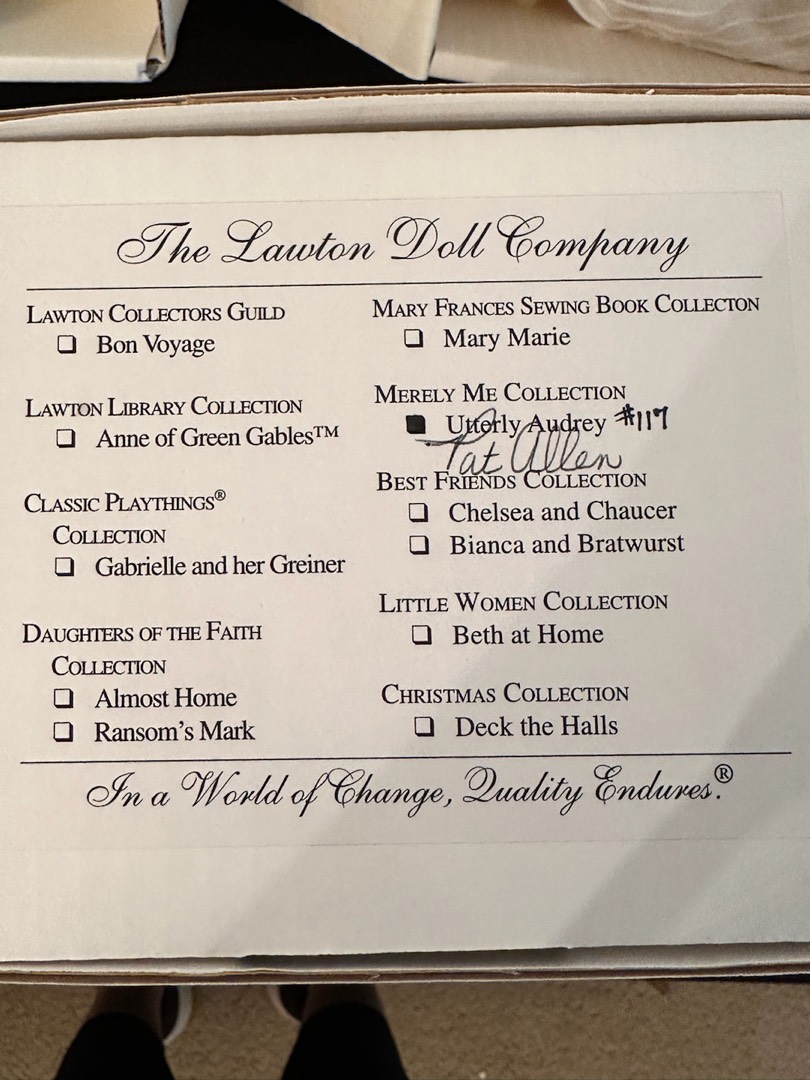 The Lawton Doll Company
LAWTON COLLECTORS GUILD
❏ Bon Voyage
LAWTON LIBRARY COLLECTION
❏ Anne of Green Gables™
CLASSIC PLAYTHINGS®
COLLECTION
❏ Gabrielle and her Greiner
DAUGHTERS OF THE FAITH
COLLECTION
❏ Almost Home
❏ Ransom's Mark
MARY FRANCES SEWING BOOK COLLECTON
❏ Mary Marie
MERELY ME COLLECTION
■ Utterly Audrey #117
Pat Allen
BEST FRIENDS COLLECTION
❏ Chelsea and Chaucer
❏ Bianca and Bratwurst
LITTLE WOMEN COLLECTION
❏ Beth at Home
CHRISTMAS COLLECTION
❏ Deck the Halls
In a World of Change, Quality Endures.®